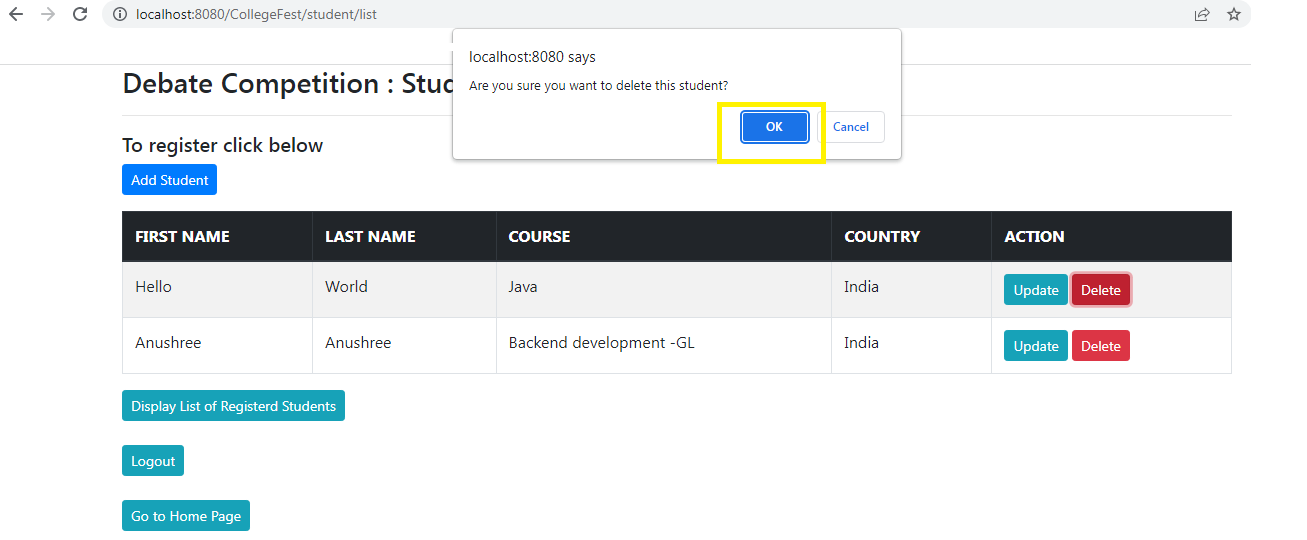 localhost:8080/CollegeFest/student/list
localhost:8080 says
Are you sure you want to delete this student?
OK Cancel
Debate Competition : Stud
To register click below
Add Student
FIRST NAME LAST NAME COURSE COUNTRY ACTION
Hello World Java India Update Delete
Anushree Anushree Backend development -GL India Update Delete
Display List of Registerd Students
Logout
Go to Home Page